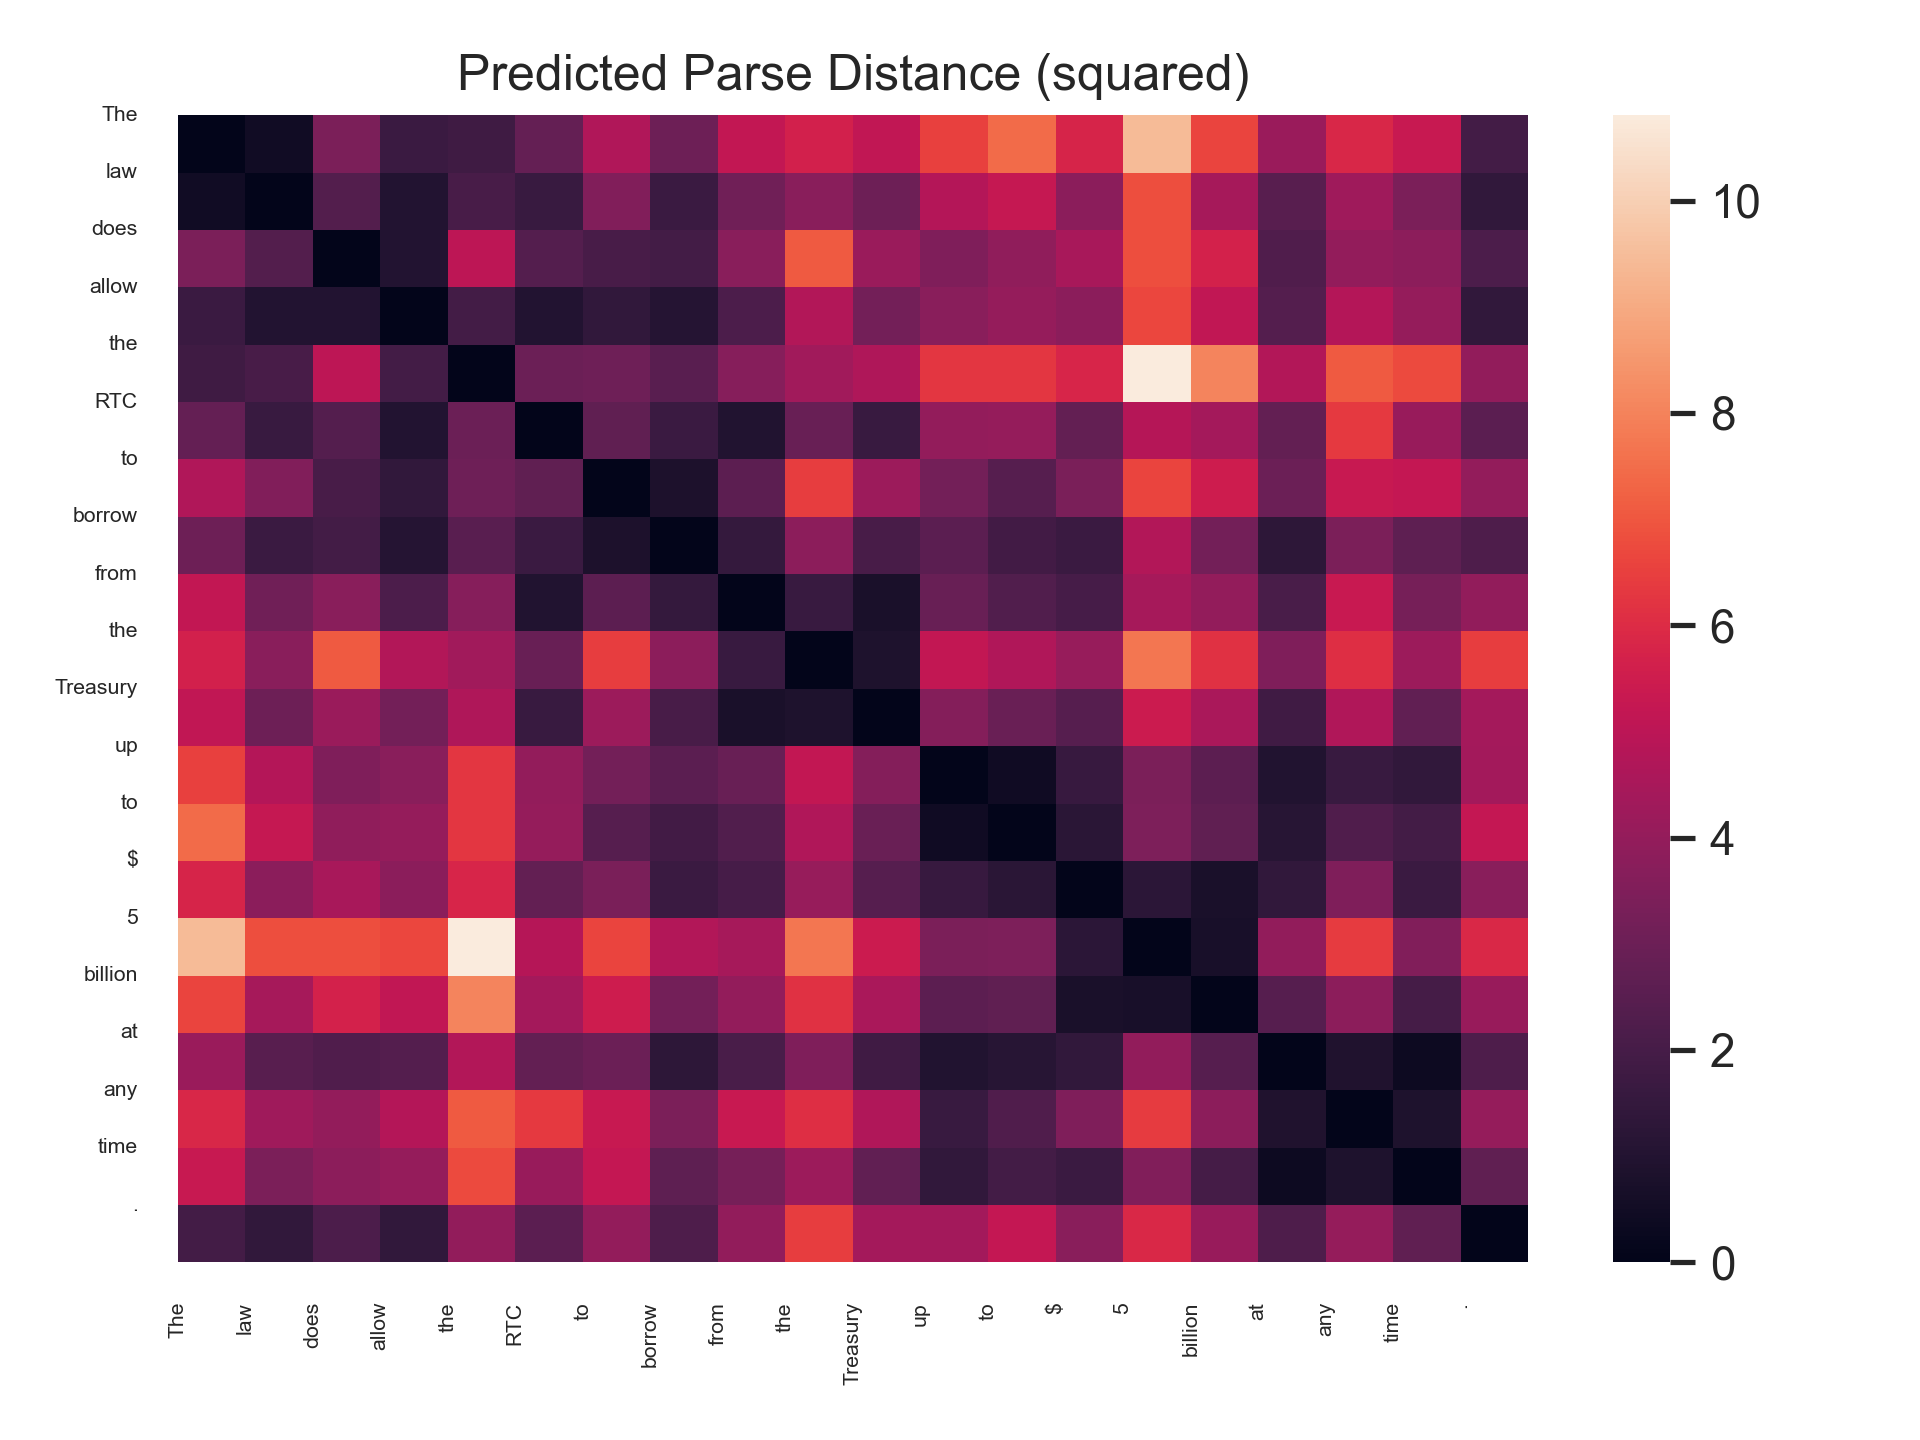 Predicted Parse Distance (squared)
The
law
does
allow
the
RTC
to
borrow
from
the
Treasury
up
to
$
5
billion
at
any
time
.
10
8
6
4
2
0
The law does allow the RTC to borrow from the Treasury up to $ 5 billion at any time .